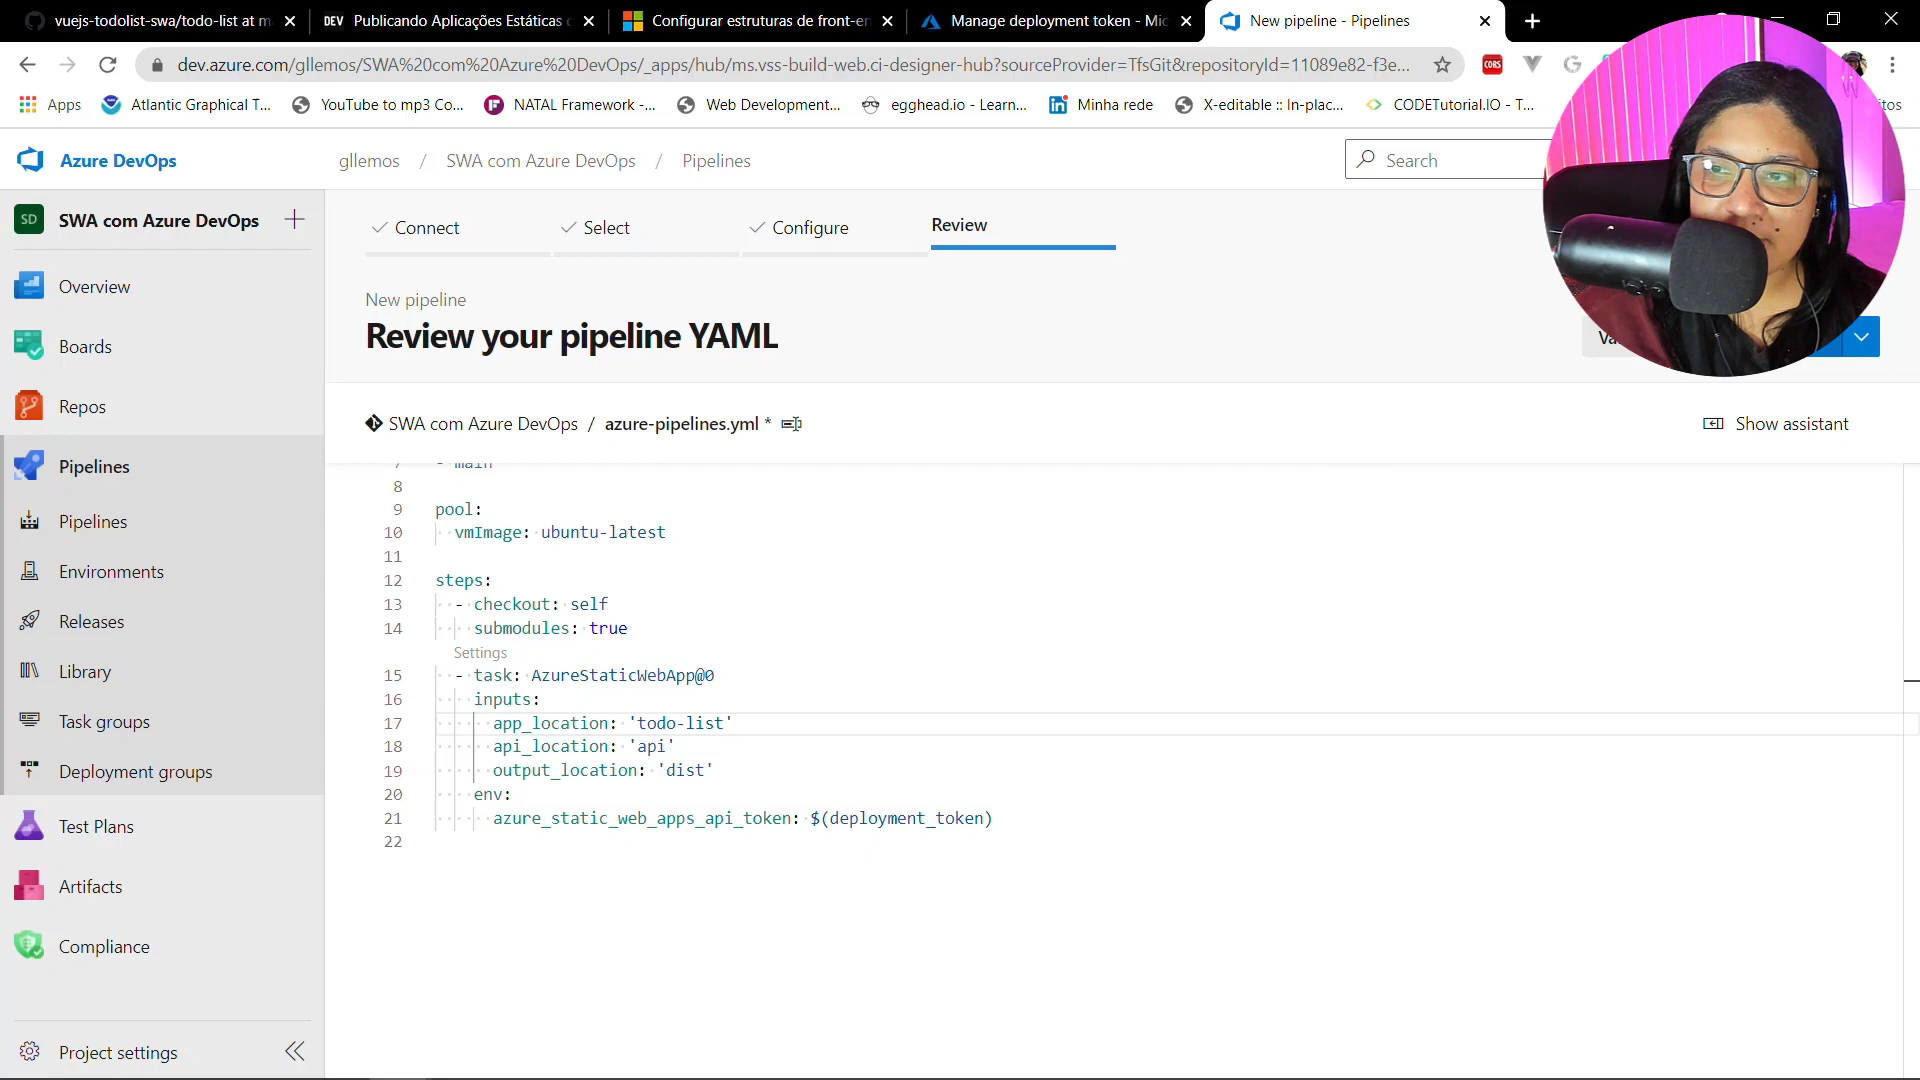 vuejs-todolist-swa/todo-list at m
DEV Publicando Aplicações Estáticas
Configurar estruturas de front-e
Manage deployment token - Mic
New pipeline - Pipelines
dev.azure.com/gllemos/SWA%20com%20Azure%20DevOps/_apps/hub/ms.vss-build-web.ci-designer-hub?sourceProvider=TfsGit&repositoryId=11089e82-f3e...
CORS
Apps
Atlantic Graphical T...
YouTube to mp3 Co...
NATAL Framework -...
Web Development...
egghead.io - Learn...
Minha rede
X-editable :: In-plac...
CODETutorial.IO - T...
Azure DevOps
gllemos / SWA com Azure DevOps / Pipelines
Search
SD SWA com Azure DevOps
Overview
Boards
Repos
Pipelines
Pipelines
Environments
Releases
Library
Task groups
Deployment groups
Test Plans
Artifacts
Compliance
Project settings
Connect
Select
Configure
Review
New pipeline
Review your pipeline YAML
SWA com Azure DevOps / azure-pipelines.yml *
Show assistant
7 - main
8
9 pool:
10 vmImage: ubuntu-latest
11
12 steps:
13 - checkout: self
14 submodules: true
Settings
15 - task: AzureStaticWebApp@0
16 inputs:
17 app_location: 'todo-list'
18 api_location: 'api'
19 output_location: 'dist'
20 env:
21 azure_static_web_apps_api_token: $(deployment_token)
22